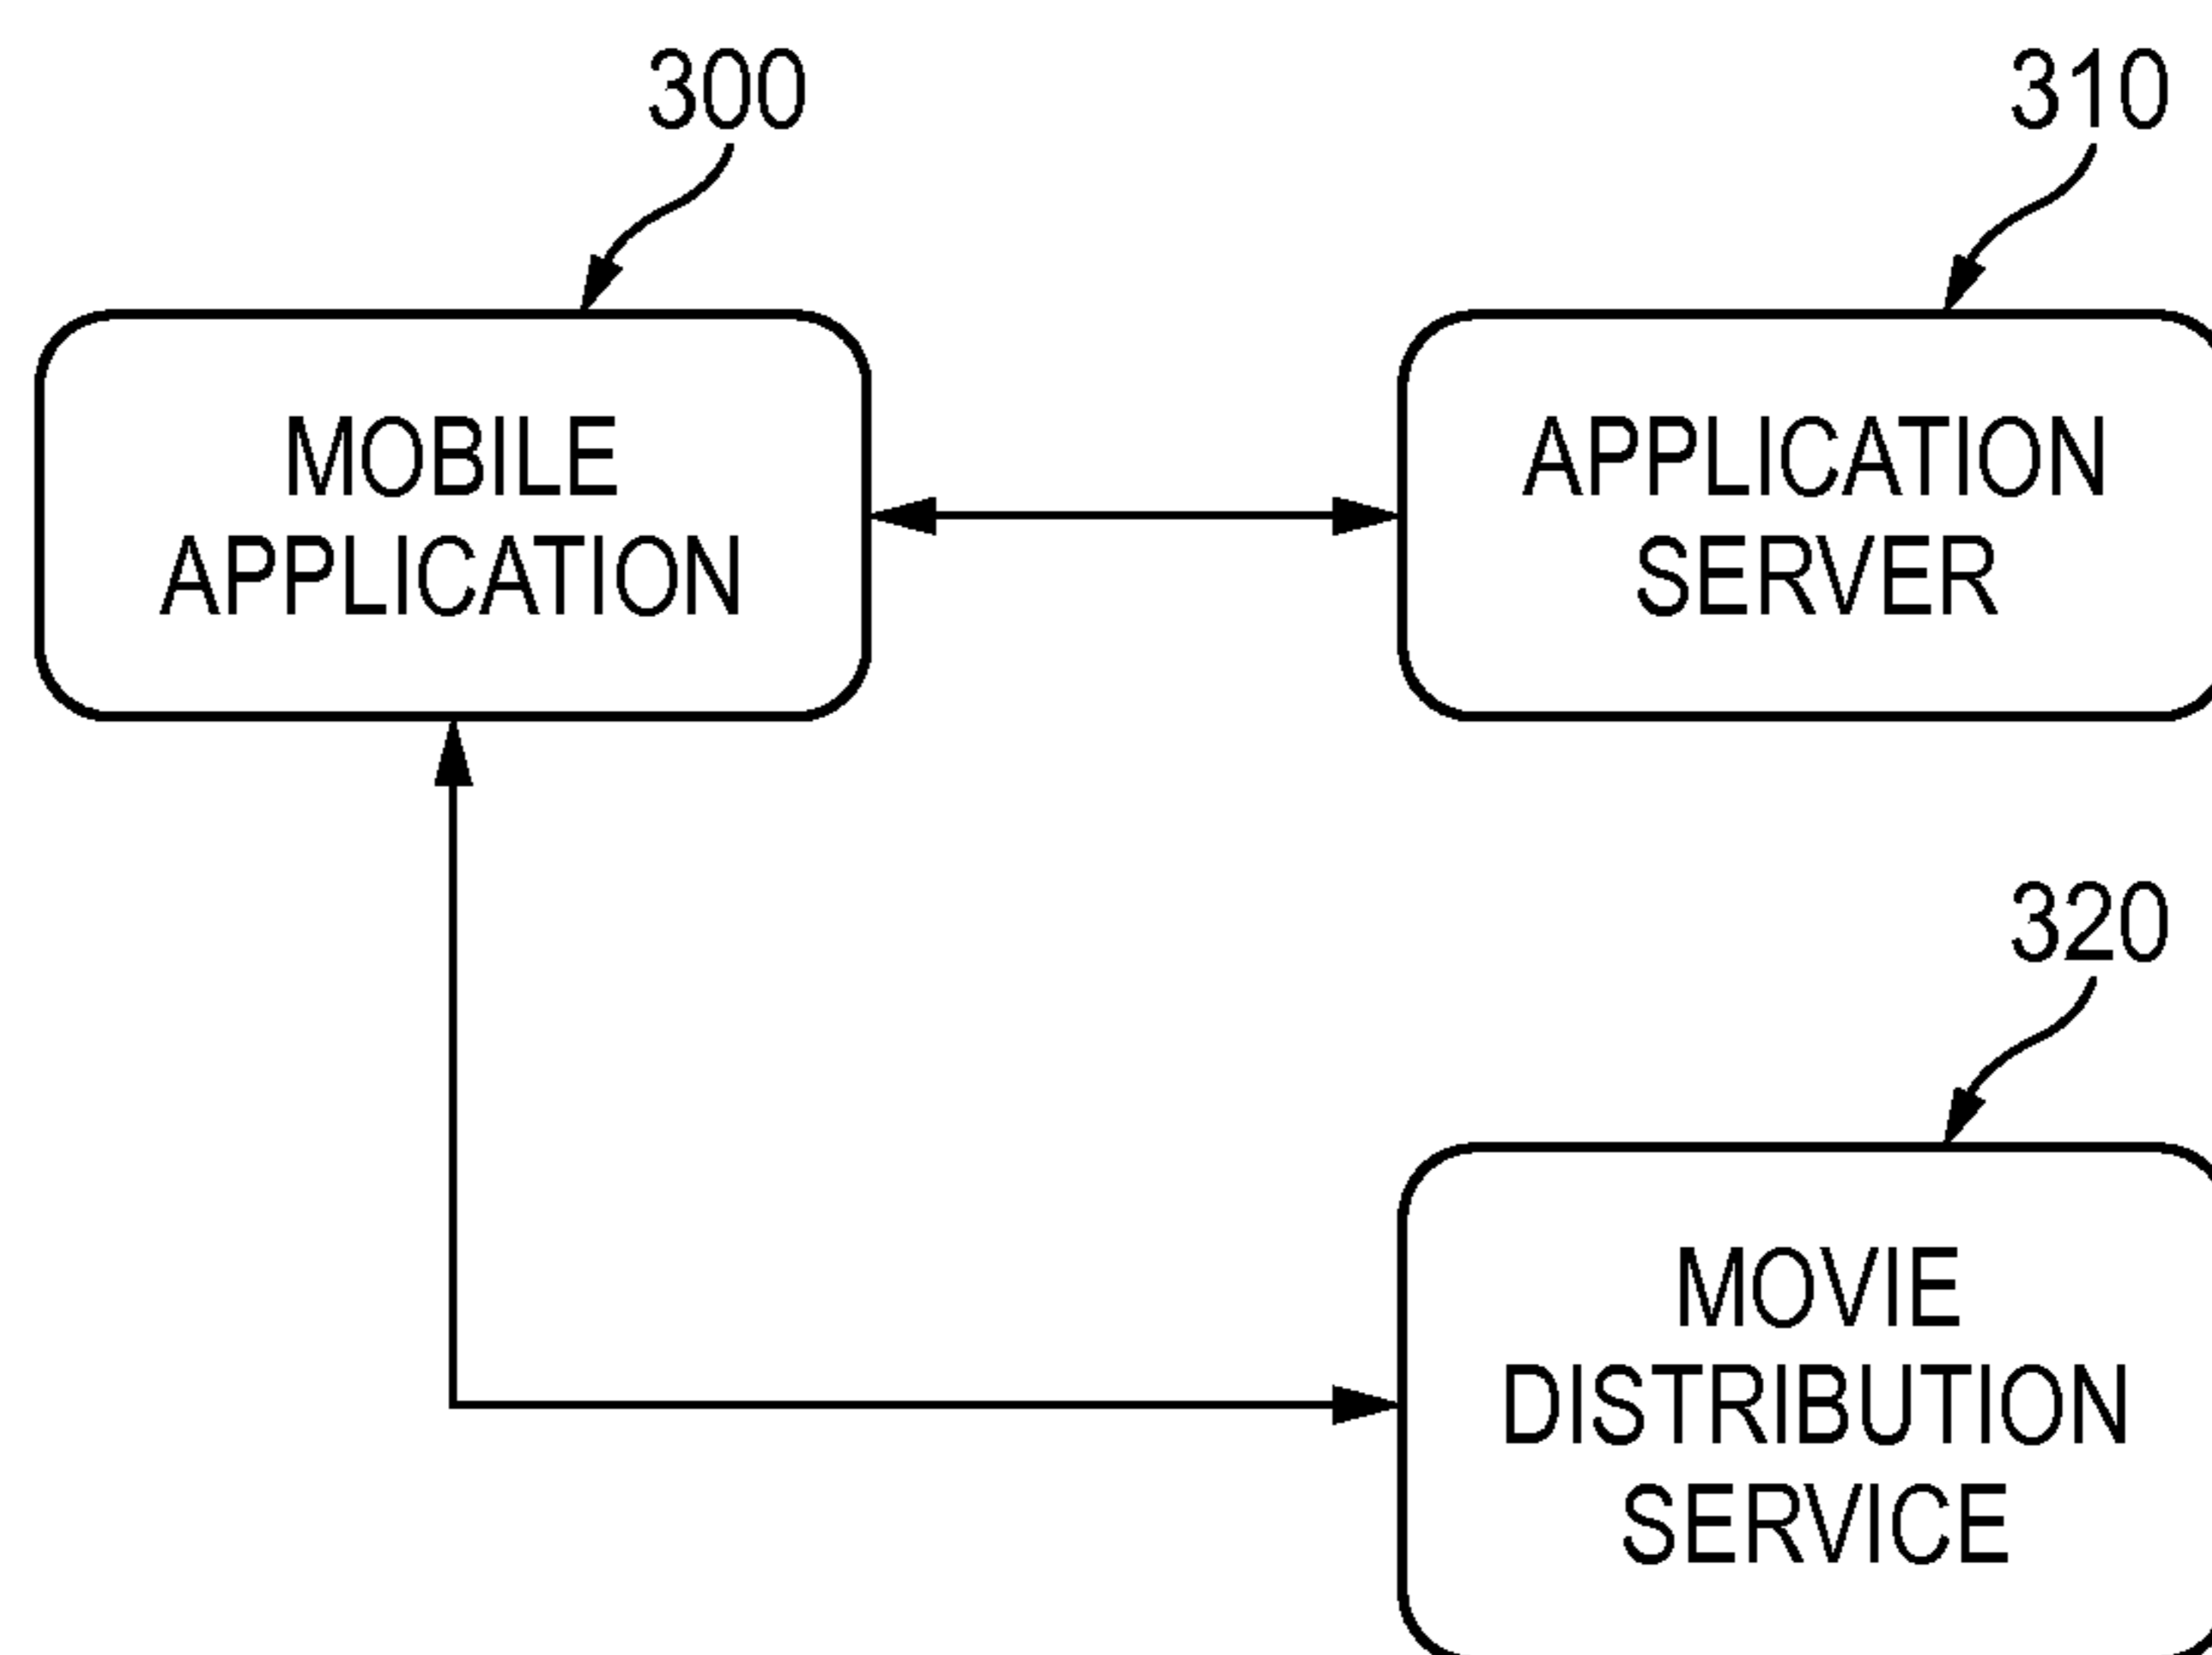 300
310
MOBILE
APPLICATION
APPLICATION
SERVER
320
MOVIE
DISTRIBUTION
SERVICE